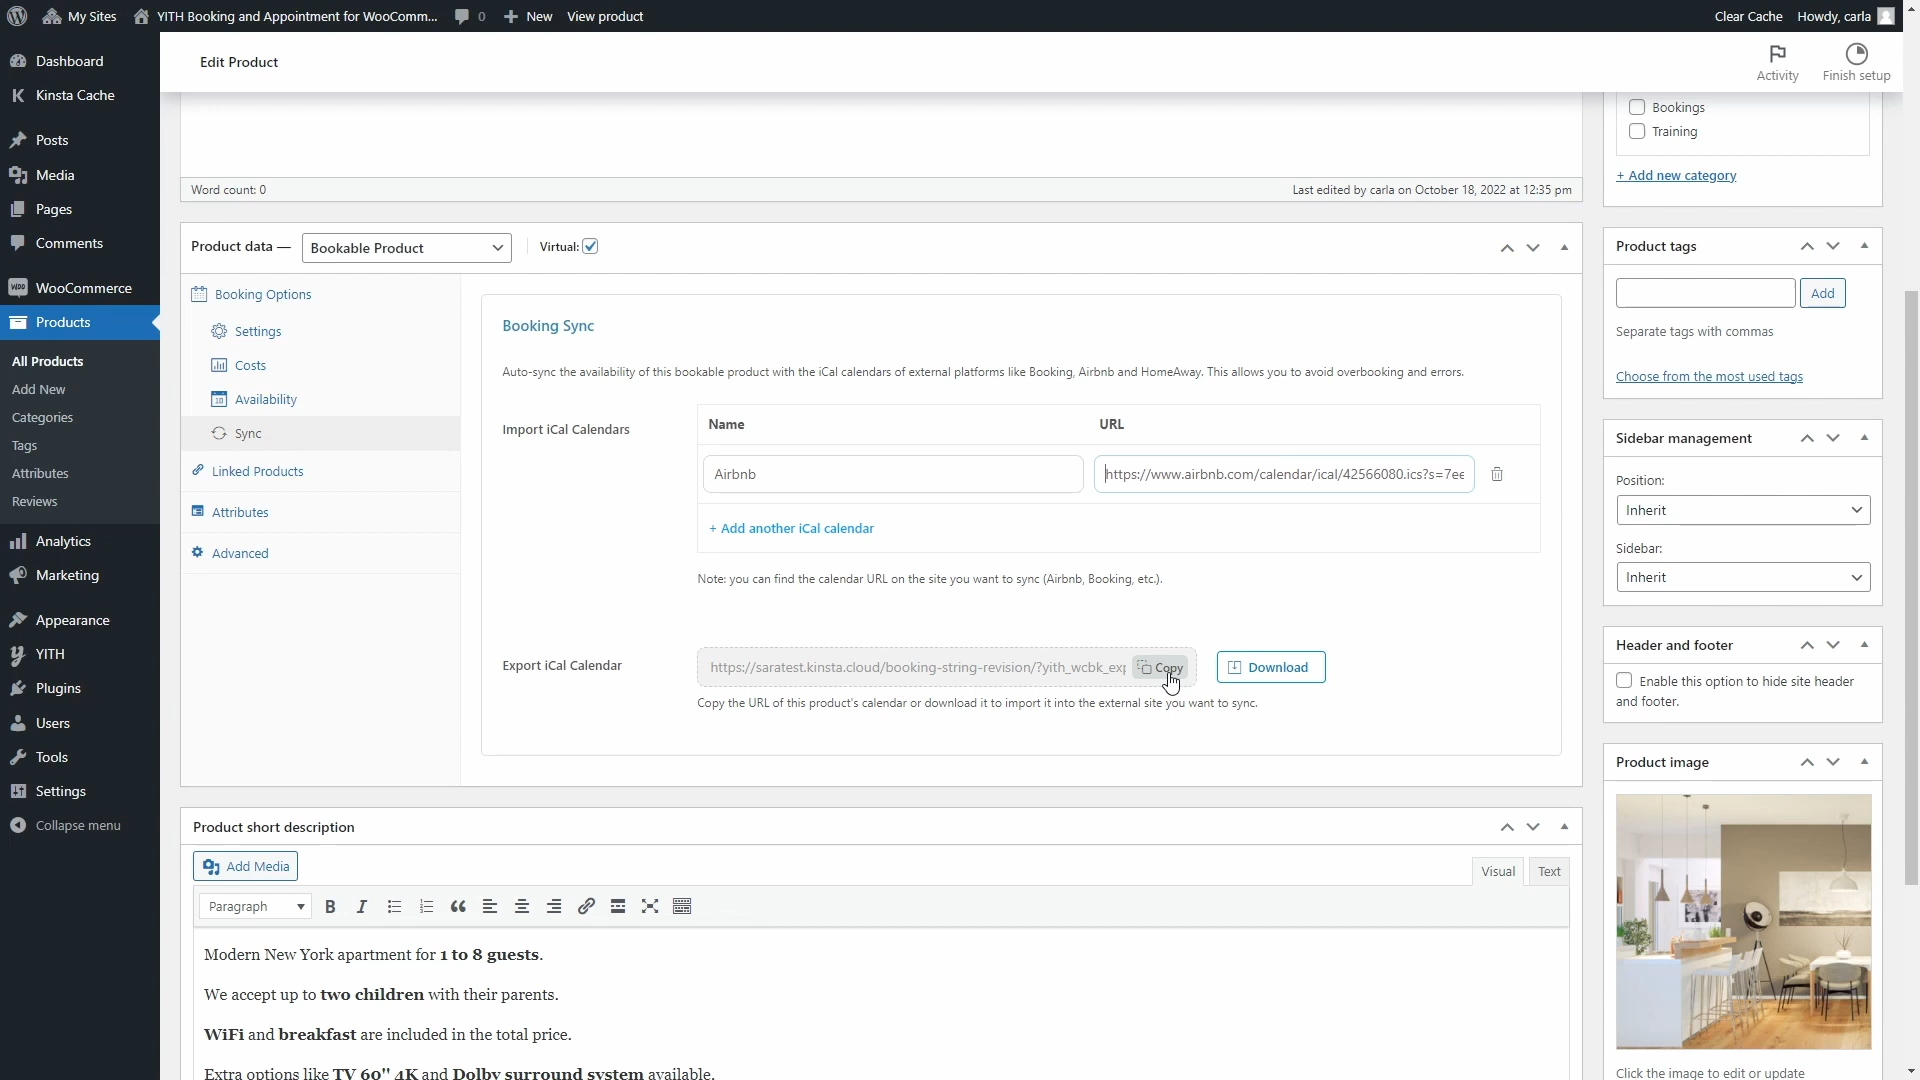 My Sites
YITH Booking and Appointment for WooComm...
0
New
View product
Clear Cache
Howdy, carla
Dashboard
Kinsta Cache
Posts
Media
Pages
Comments
WooCommerce
Products
All Products
Add New
Categories
Tags
Attributes
Reviews
Analytics
Marketing
Appearance
YITH
Plugins
Users
Tools
Settings
Collapse menu
Edit Product
Activity
Finish setup
Word count: 0
Last edited by carla on October 18, 2022 at 12:35 pm
Product data —
Bookable Product
Virtual:
Booking Options
Settings
Costs
Availability
Sync
Linked Products
Attributes
Advanced
Booking Sync
Auto-sync the availability of this bookable product with the iCal calendars of external platforms like Booking, Airbnb and HomeAway. This allows you to avoid overbooking and errors.
Import iCal Calendars
Name
URL
Airbnb
https://www.airbnb.com/calendar/ical/42566080.ics?s=7ee
+ Add another iCal calendar
Note: you can find the calendar URL on the site you want to sync (Airbnb, Booking, etc.).
Export iCal Calendar
https://saratest.kinsta.cloud/booking-string-revision/?yith_wcbk_exp
Copy
Download
Copy the URL of this product's calendar or download it to import it into the external site you want to sync.
Product short description
Add Media
Visual
Text
Paragraph
Modern New York apartment for 1 to 8 guests.
We accept up to two children with their parents.
WiFi and breakfast are included in the total price.
Extra options like TV 60" 4K and Dolby surround system available.
Bookings
Training
+ Add new category
Product tags
Add
Separate tags with commas
Choose from the most used tags
Sidebar management
Position:
Inherit
Sidebar:
Inherit
Header and footer
Enable this option to hide site header
and footer.
Product image
Click the image to edit or update